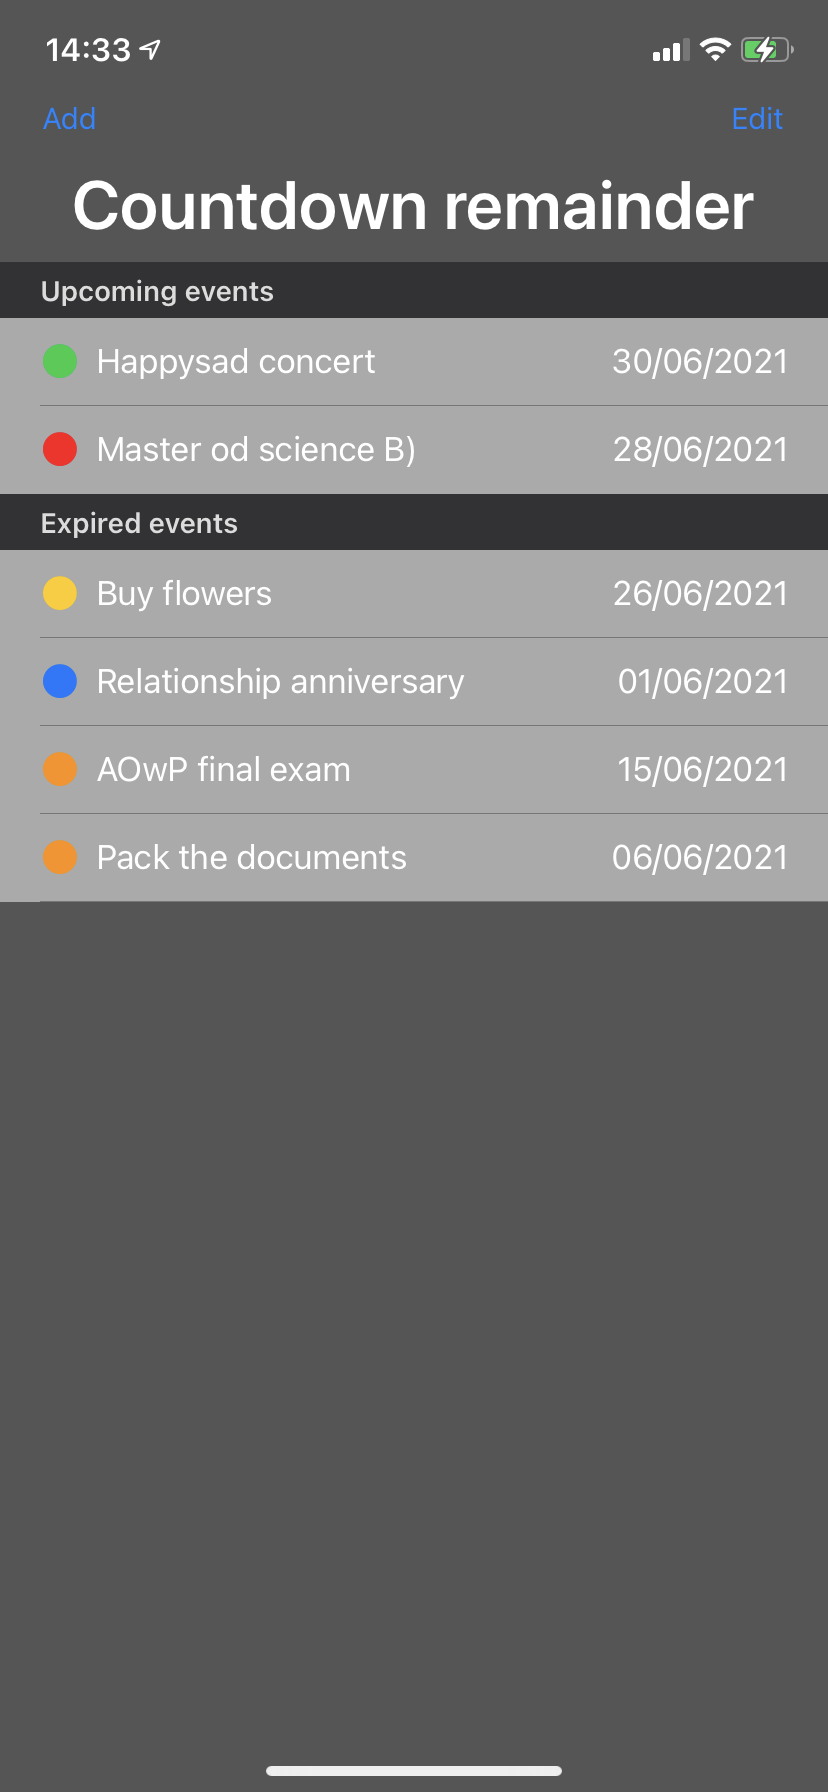 14:33
Add Edit
Countdown remainder
Upcoming events
Happysad concert 30/06/2021
Master od science B) 28/06/2021
Expired events
Buy flowers 26/06/2021
Relationship anniversary 01/06/2021
AOwP final exam 15/06/2021
Pack the documents 06/06/2021